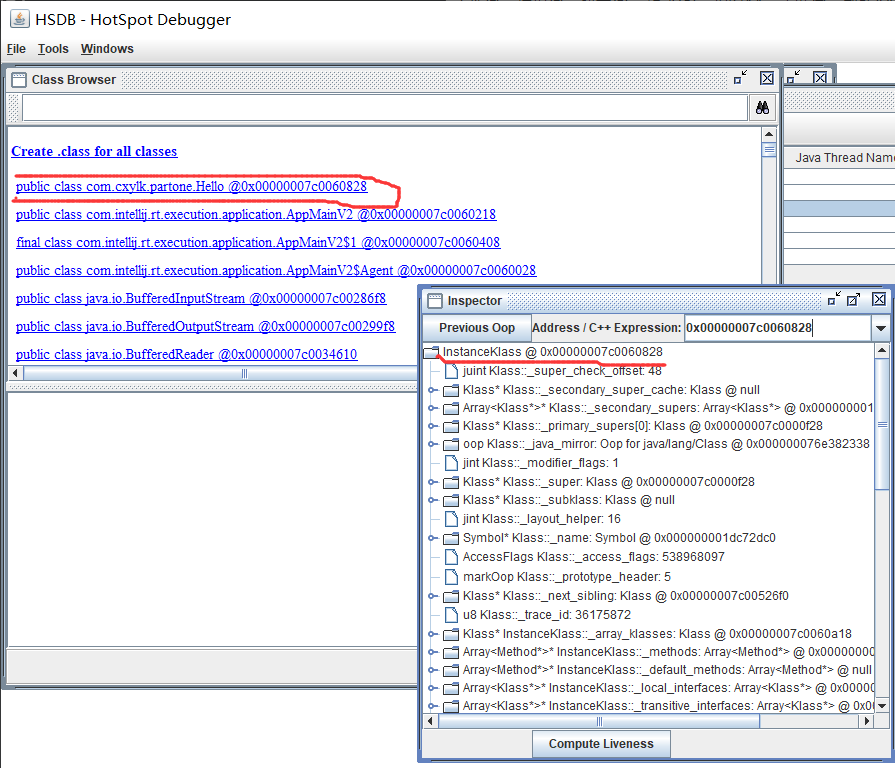 HSDB - HotSpot Debugger
File Tools Windows
Class Browser
Create .class for all classes
public class com.cxylk.partone.Hello @0x00000007c0060828
public class com.intellij.rt.execution.application.AppMainV2 @0x00000007c0060218
final class com.intellij.rt.execution.application.AppMainV2$1 @0x00000007c0060408
public class com.intellij.rt.execution.application.AppMainV2$Agent @0x00000007c0060028
public class java.io.BufferedInputStream @0x00000007c00286f8
public class java.io.BufferedOutputStream @0x00000007c00299f8
public class java.io.BufferedReader @0x00000007c0034610
Java Thread Name
Inspector
Previous Oop Address / C++ Expression: 0x00000007c0060828
InstanceKlass @ 0x00000007c0060828
juint Klass::_super_check_offset: 48
Klass* Klass::_secondary_super_cache: Klass @ null
Array<Klass*>* Klass::_secondary_supers: Array<Klass*> @ 0x000000001
Klass* Klass::_primary_supers[0]: Klass @ 0x00000007c0000f28
oop Klass::_java_mirror: Oop for java/lang/Class @ 0x000000076e382338
jint Klass::_modifier_flags: 1
Klass* Klass::_super: Klass @ 0x00000007c0000f28
Klass* Klass::_subklass: Klass @ null
jint Klass::_layout_helper: 16
Symbol* Klass::_name: Symbol @ 0x000000001dc72dc0
AccessFlags Klass::_access_flags: 538968097
markOop Klass::_prototype_header: 5
Klass* Klass::_next_sibling: Klass @ 0x00000007c00526f0
u8 Klass::_trace_id: 36175872
Klass* InstanceKlass::_array_klasses: Klass @ 0x00000007c0060a18
Array<Method*>* InstanceKlass::_methods: Array<Method*> @ 0x00000
Array<Method*>* InstanceKlass::_default_methods: Array<Method*> @ null
Array<Klass*>* InstanceKlass::_local_interfaces: Array<Klass*> @ 0x0000
Array<Klass*>* InstanceKlass::_transitive_interfaces: Array<Klass*> @ 0x0
Compute Liveness